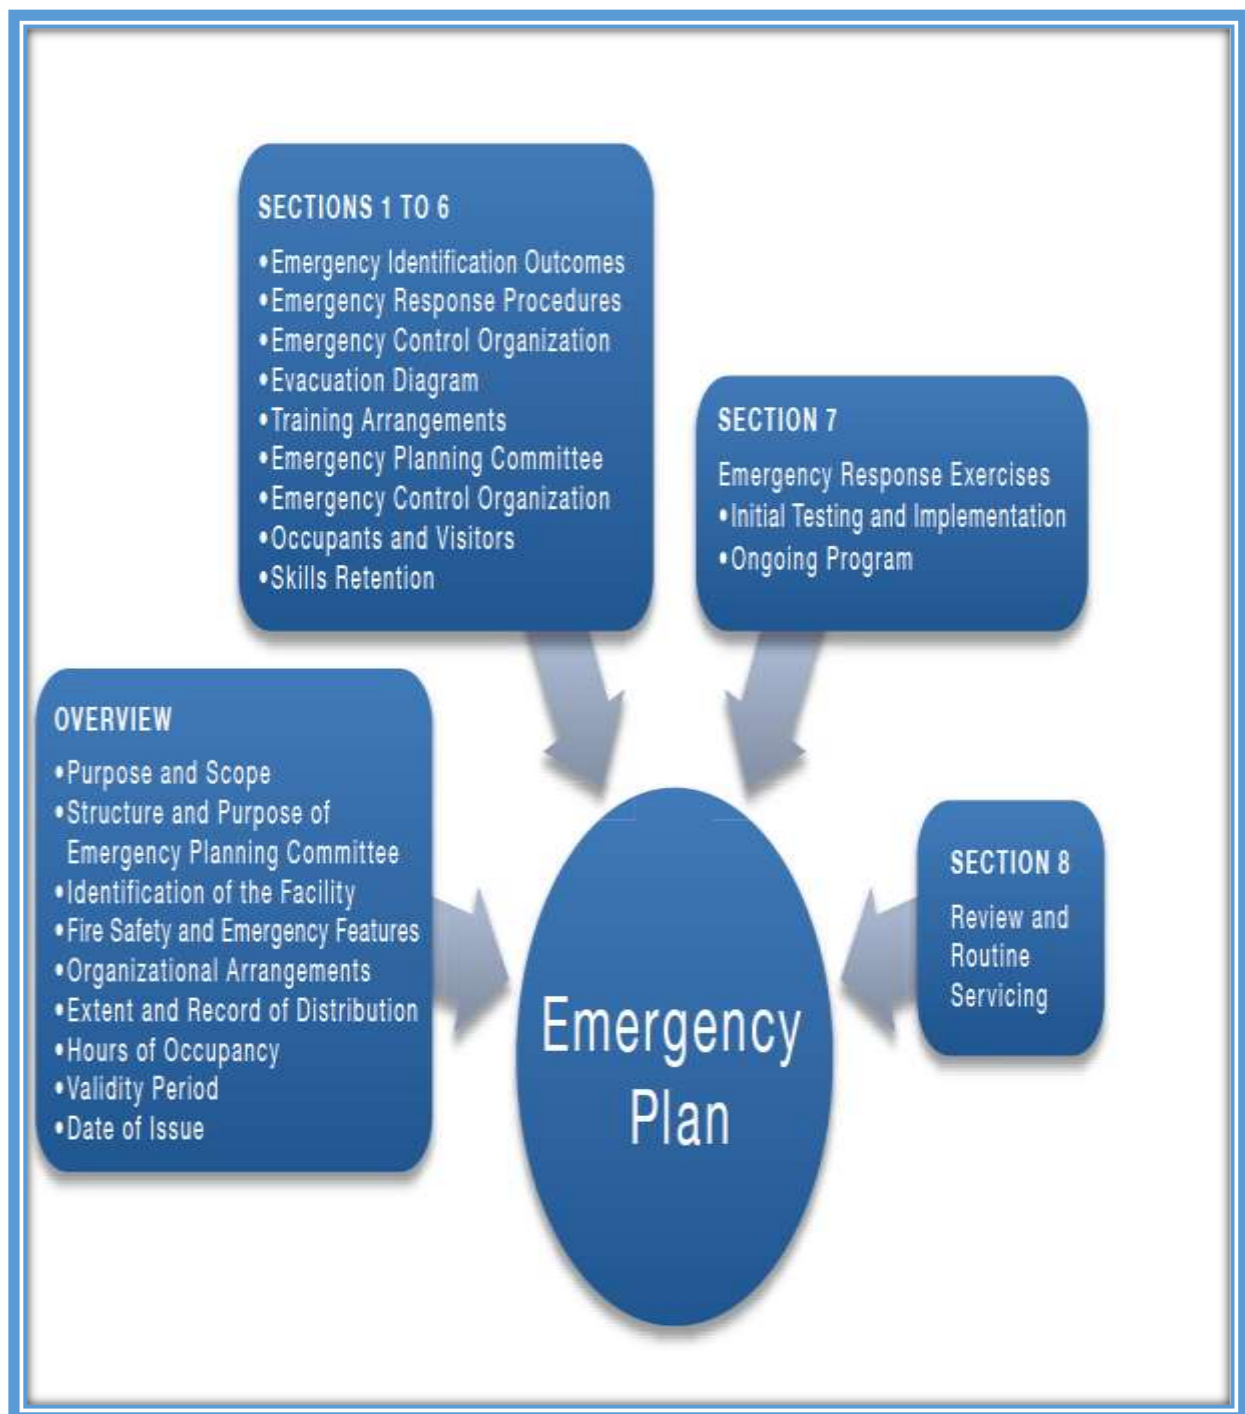 SECTIONS 1 TO 6
•Emergency Identification Outcomes
•Emergency Response Procedures
•Emergency Control Organization
•Evacuation Diagram
•Training Arrangements
•Emergency Planning Committee
•Emergency Control Organization
•Occupants and Visitors
•Skills Retention
SECTION 7
Emergency Response Exercises
•Initial Testing and Implementation
•Ongoing Program
OVERVIEW
•Purpose and Scope
•Structure and Purpose of
Emergency Planning Committee
•Identification of the Facility
•Fire Safety and Emergency Features
•Organizational Arrangements
•Extent and Record of Distribution
•Hours of Occupancy
•Validity Period
•Date of Issue
SECTION 8
Review and
Routine
Servicing
Emergency
Plan